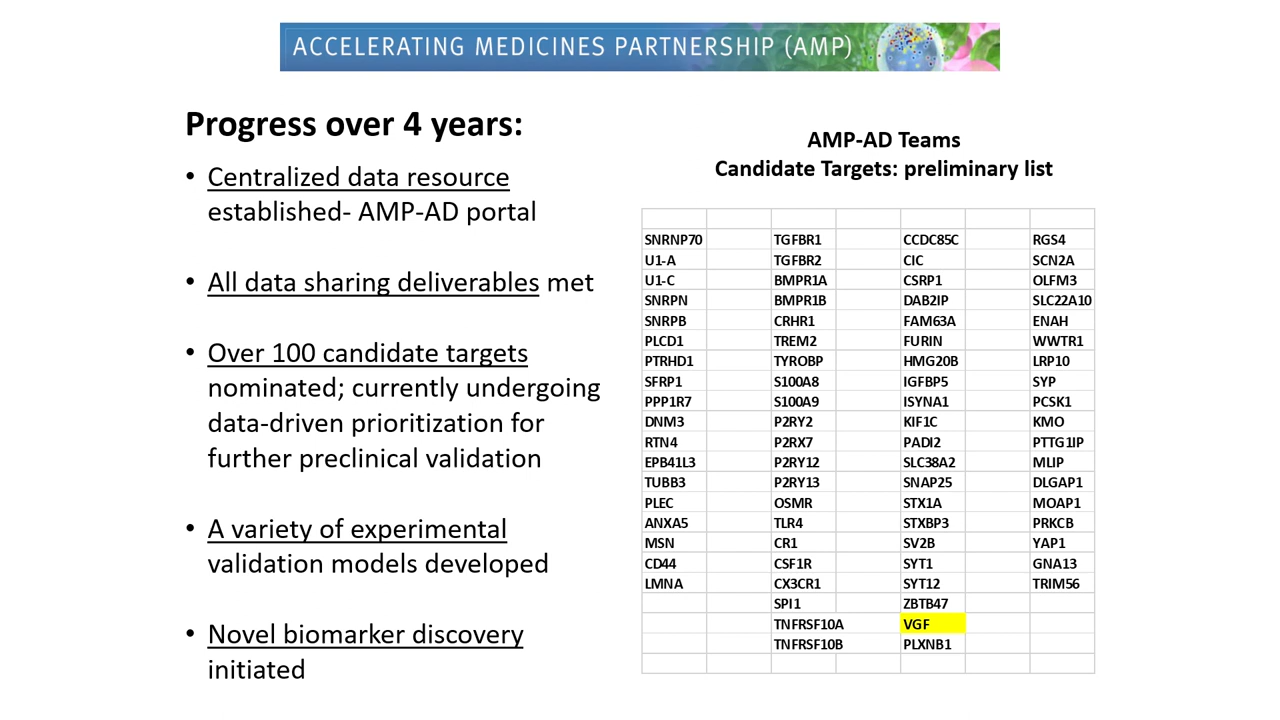 ACCELERATING MEDICINES PARTNERSHIP (AMP)
Progress over 4 years:
• Centralized data resource
established- AMP-AD portal
• All data sharing deliverables met
• Over 100 candidate targets
nominated; currently undergoing
data-driven prioritization for
further preclinical validation
• A variety of experimental
validation models developed
• Novel biomarker discovery
initiated
AMP-AD Teams
Candidate Targets: preliminary list
SNRNP70 TGFBR1 CCDC85C RGS4
U1-A TGFBR2 CIC SCN2A
U1-C BMPR1A CSRP1 OLFM3
SNRPN BMPR1B DAB2IP SLC22A10
SNRPB CRHR1 FAM63A ENAH
PLCD1 TREM2 FURIN WWTR1
PTRHD1 TYROBP HMG20B LRP10
SFRP1 S100A8 IGFBP5 SYP
PPP1R7 S100A9 ISYNA1 PCSK1
DNM3 P2RY2 KIF1C KMO
RTN4 P2RX7 PADI2 PTTG1IP
EPB41L3 P2RY12 SLC38A2 MLIP
TUBB3 P2RY13 SNAP25 DLGAP1
PLEC OSMR STX1A MOAP1
ANXA5 TLR4 STXBP3 PRKCB
MSN CR1 SV2B YAP1
CD44 CSF1R SYT1 GNA13
LMNA CX3CR1 SYT12 TRIM56
SPI1 ZBTB47
TNFRSF10A VGF
TNFRSF10B PLXNB1